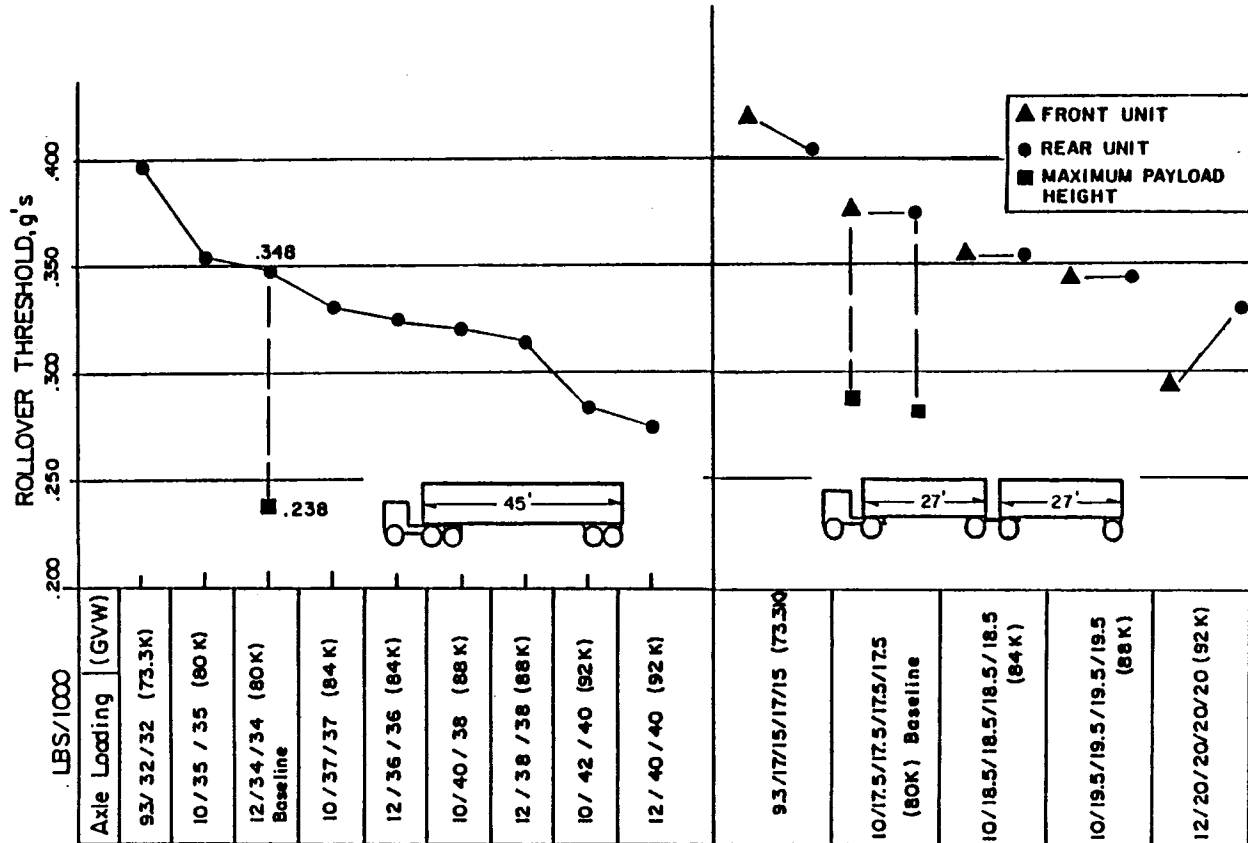 ▲ FRONT UNIT
● REAR UNIT
■ MAXIMUM PAYLOAD
HEIGHT
ROLLOVER THRESHOLD, g's
.400
.350
.300
.250
.200
.348
.238
45'
27'
27'
LBS/1000
Axle Loading (GVW)
9.3/32/32 (73.3K)
10/35/35 (80K)
12/34/34 (80K)
Baseline
10/37/37 (84K)
12/36/36 (84K)
10/40/38 (88K)
12/38/38 (88K)
10/42/40 (92K)
12/40/40 (92K)
9.3/17/15/17/15 (73.3K)
10/17.5/17.5/17.5/17.5
(80K) Baseline
10/18.5/18.5/18.5/18.5
(84K)
10/19.5/19.5/19.5/19.5
(88K)
12/20/20/20/20 (92K)